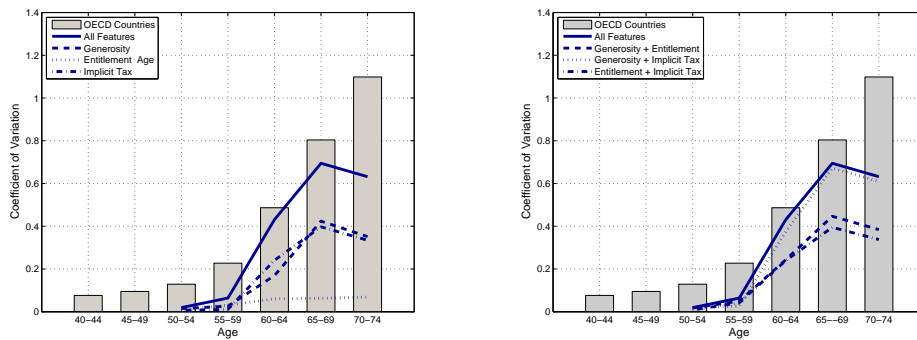 1.4
1.2
1
0.8
0.6
0.4
0.2
0
Coefficient of Variation
OECD Countries
All Features
Generosity
Entitlement Age
Implicit Tax
40−44 45−49 50−54 55−59 60−64 65−69 70−74
Age
1.4
1.2
1
0.8
0.6
0.4
0.2
0
Coefficient of Variation
OECD Countries
All Features
Generosity + Entitlement
Generosity + Implicit Tax
Entitlement + Implicit Tax
40−44 45−49 50−54 55−59 60−64 65−−69 70−74
Age